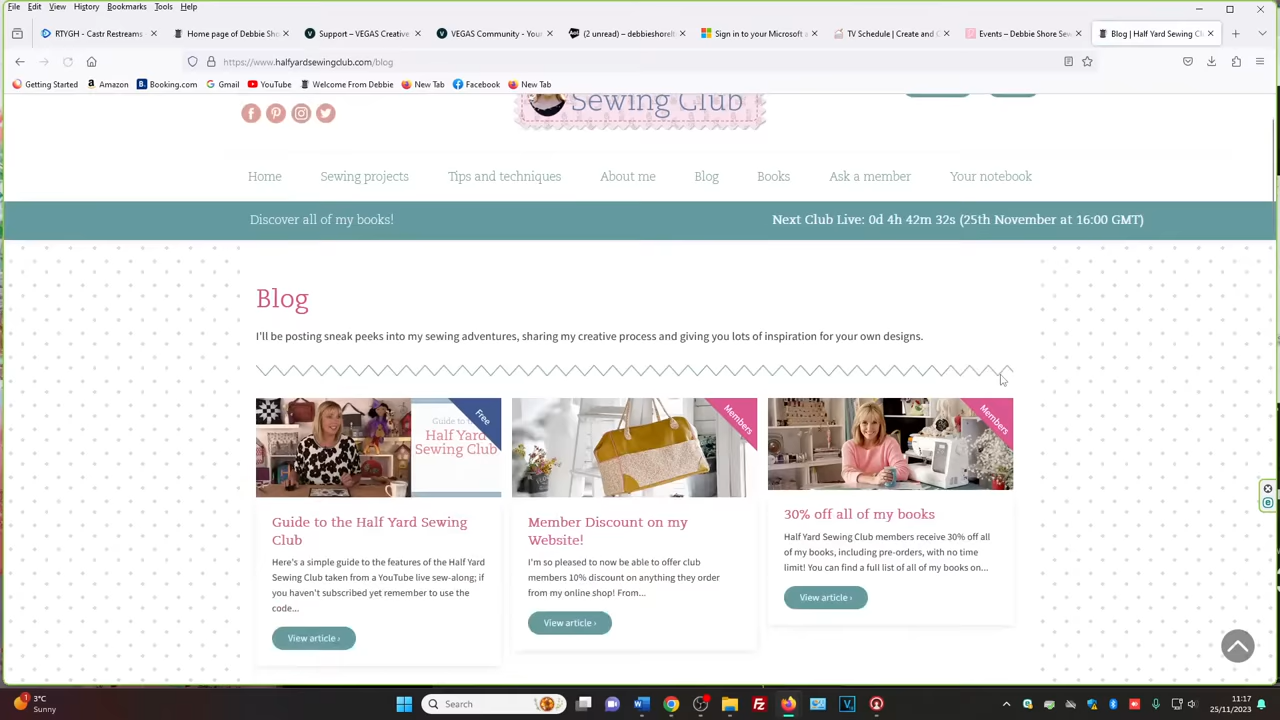 File Edit View History Bookmarks Tools Help
RTYGH - Castr Restreams
Home page of Debbie Sho
Support – VEGAS Creative
VEGAS Community - Your
(2 unread) - debbieshorel
Sign in to your Microsoft a
TV Schedule | Create and C
Events – Debbie Shore Sew
Blog | Half Yard Sewing Cl
https://www.halfyardsewingclub.com/blog
Getting Started Amazon Booking.com Gmail YouTube Welcome From Debbie New Tab Facebook New Tab
Sewing Club
Home Sewing projects Tips and techniques About me Blog Books Ask a member Your notebook
Discover all of my books! Next Club Live: 0d 4h 42m 32s (25th November at 16:00 GMT)
Blog
I'll be posting sneak peeks into my sewing adventures, sharing my creative process and giving you lots of inspiration for your own designs.
Free
Half Yard
Sewing Club
Guide to the Half Yard Sewing
Club
Here's a simple guide to the features of the Half Yard
Sewing Club taken from a YouTube live sew-along; if
you haven't subscribed yet remember to use the
code...
View article ›
Members
Member Discount on my
Website!
I'm so pleased to now be able to offer club
members 10% discount on anything they order
from my online shop! From...
View article ›
Members
30% off all of my books
Half Yard Sewing Club members receive 30% off all
of my books, including pre-orders, with no time
limit! You can find a full list of all of my books on...
View article ›
3°C
Sunny
Search
11:17
25/11/2023